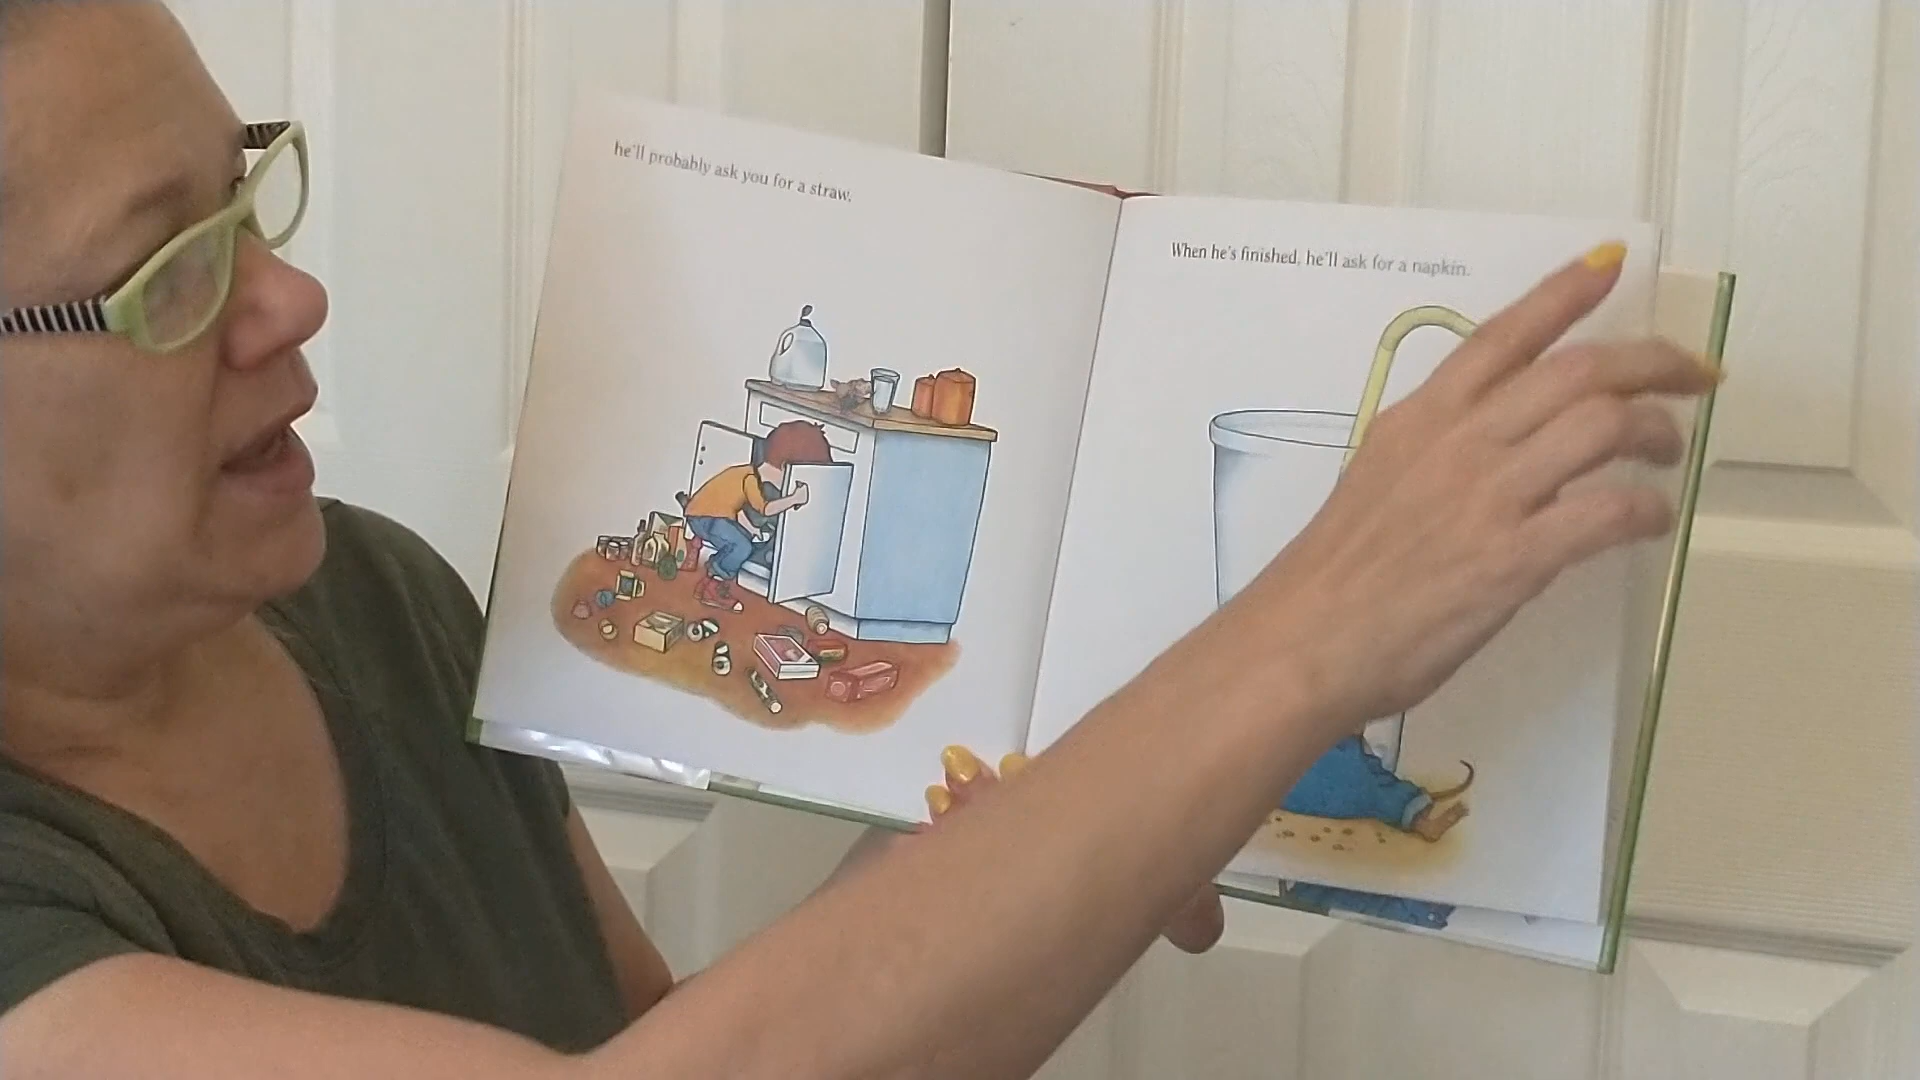 he'll probably ask you for a straw.
When he's finished, he'll ask for a napkin.